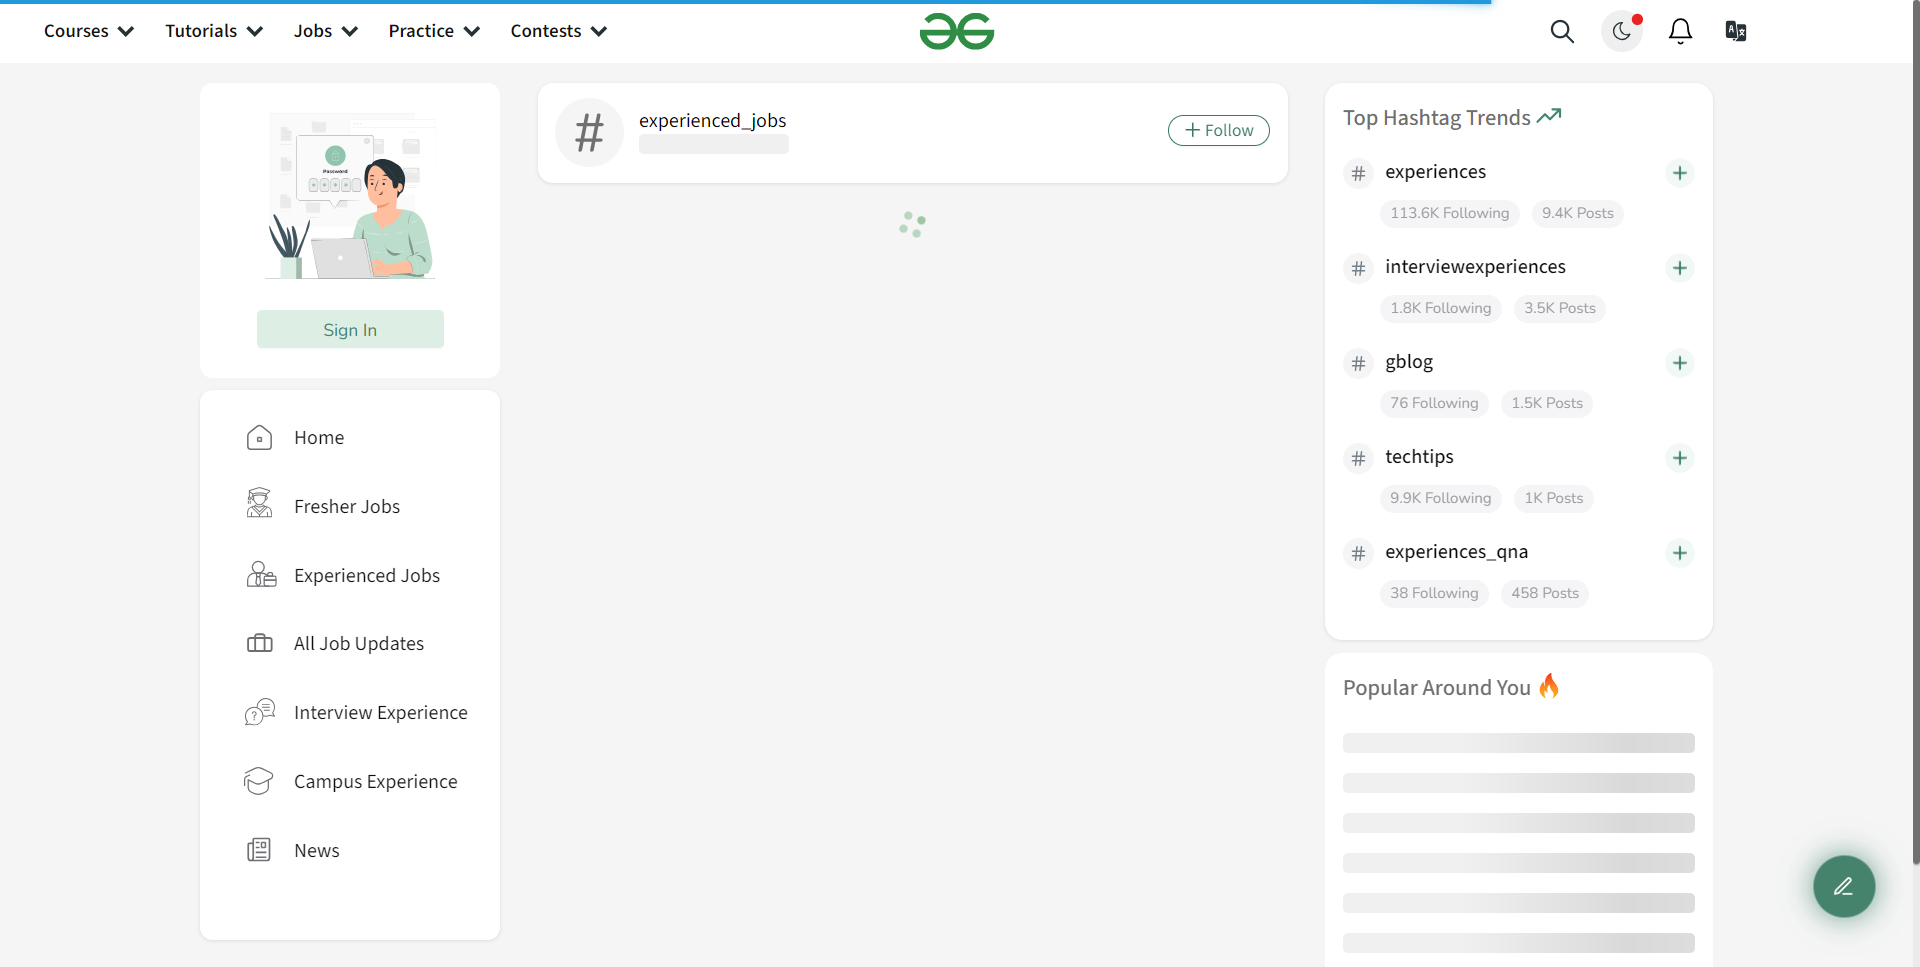 Courses
Tutorials
Jobs
Practice
Contests
Password
Sign In
Home
Fresher Jobs
Experienced Jobs
All Job Updates
Interview Experience
Campus Experience
News
#
experienced_jobs
+ Follow
Top Hashtag Trends
# experiences +
113.6K Following 9.4K Posts
# interviewexperiences +
1.8K Following 3.5K Posts
# gblog +
76 Following 1.5K Posts
# techtips +
9.9K Following 1K Posts
# experiences_qna +
38 Following 458 Posts
Popular Around You 🔥